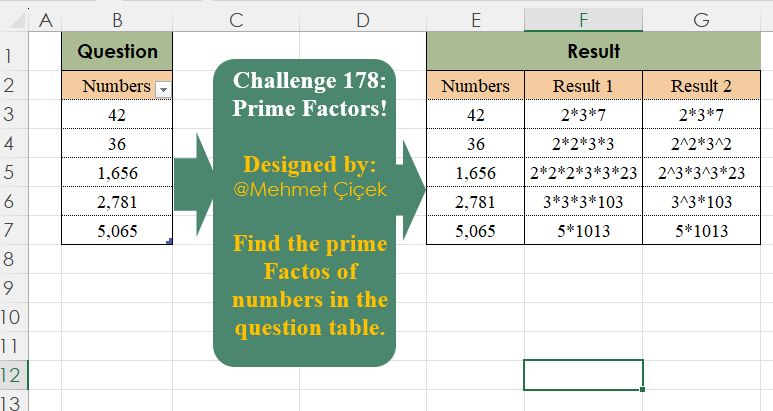 A B C D E F G
1 Question Result
2 Numbers Numbers Result 1 Result 2
3 42 42 2*3*7 2*3*7
4 36 36 2*2*3*3 2^2*3^2
5 1,656 1,656 2*2*2*3*3*23 2^3*3^3*23
6 2,781 2,781 3*3*3*103 3^3*103
7 5,065 5,065 5*1013 5*1013
8
9
10
11
12
13
Challenge 178:
Prime Factors!
Designed by:
@Mehmet Çiçek
Find the prime
Factos of
numbers in the
question table.